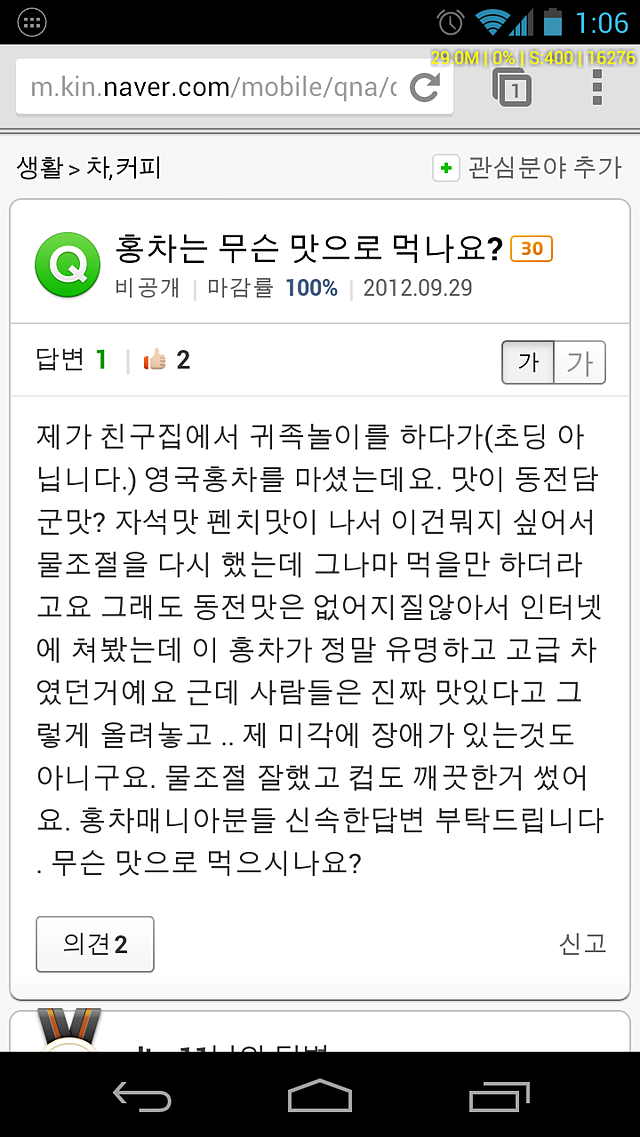 1:06
29.0M | 0% | S:400 | 16276
m.kin.naver.com/mobile/qna/
1
생활 > 차,커피
관심분야 추가
Q 홍차는 무슨 맛으로 먹나요? 30
비공개 | 마감률 100% | 2012.09.29
답변 1 | 2
가 가
제가 친구집에서 귀족놀이를 하다가(초딩 아
닙니다.) 영국홍차를 마셨는데요. 맛이 동전담
군맛? 자석맛 펜치맛이 나서 이건뭐지 싶어서
물조절을 다시 했는데 그나마 먹을만 하더라
고요 그래도 동전맛은 없어지질않아서 인터넷
에 쳐봤는데 이 홍차가 정말 유명하고 고급 차
였던거예요 근데 사람들은 진짜 맛있다고 그
렇게 올려놓고 .. 제 미각에 장애가 있는것도
아니구요. 물조절 잘했고 컵도 깨끗한거 썼어
요. 홍차매니아분들 신속한답변 부탁드립니다
. 무슨 맛으로 먹으시나요?
의견 2
신고